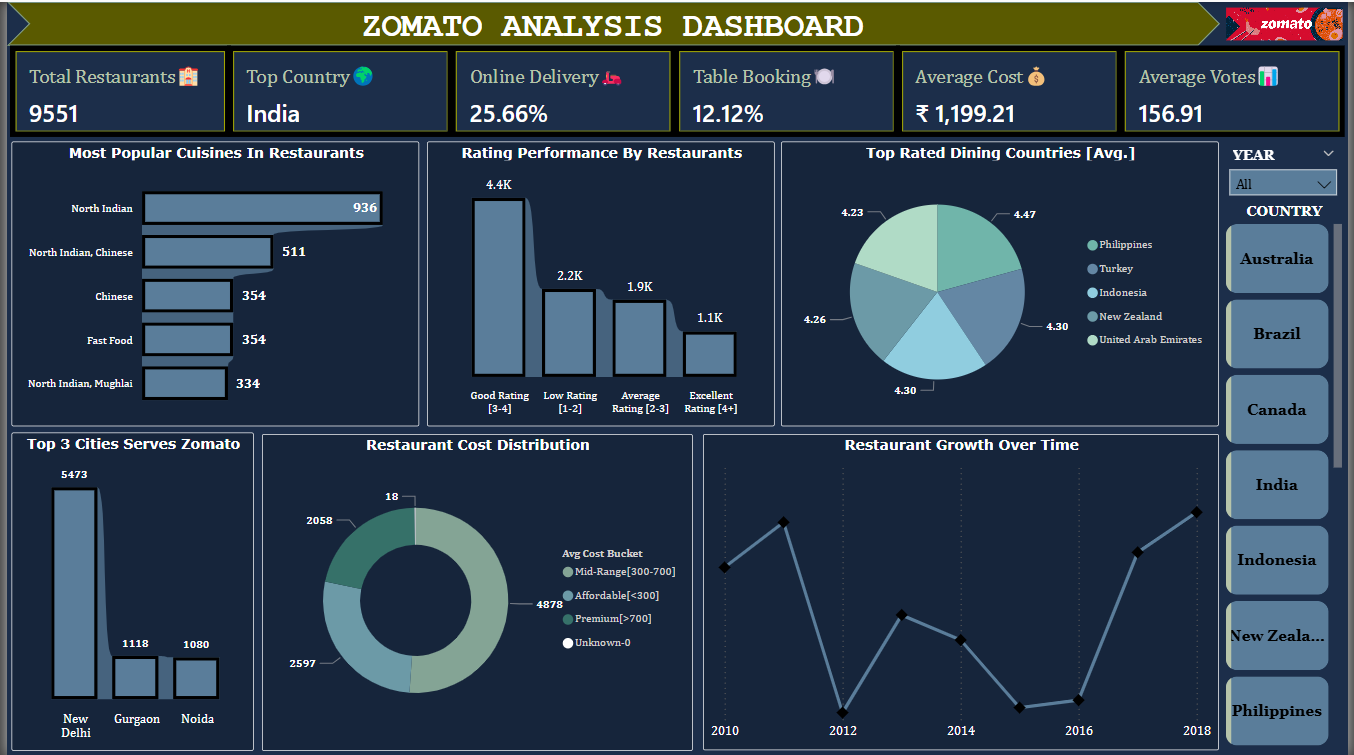 ZOMATO ANALYSIS DASHBOARD
zomato
Total Restaurants
9551
Top Country
India
Online Delivery
25.66%
Table Booking
12.12%
Average Cost
₹ 1,199.21
Average Votes
156.91
Most Popular Cuisines In Restaurants
North Indian
936
North Indian, Chinese
511
Chinese
354
Fast Food
354
North Indian, Mughlai
334
Rating Performance By Restaurants
4.4K
2.2K
1.9K
1.1K
Good Rating
[3-4]
Low Rating
[1-2]
Average
Rating [2-3]
Excellent
Rating [4+]
Top Rated Dining Countries [Avg.]
4.23
4.47
4.26
4.30
4.30
Philippines
Turkey
Indonesia
New Zealand
United Arab Emirates
YEAR
All
COUNTRY
Australia
Brazil
Canada
India
Indonesia
New Zeala...
Philippines
Top 3 Cities Serves Zomato
5473
1118
1080
New
Delhi
Gurgaon
Noida
Restaurant Cost Distribution
18
2058
4878
2597
Avg Cost Bucket
Mid-Range[300-700]
Affordable[<300]
Premium[>700]
Unknown-0
Restaurant Growth Over Time
2010
2012
2014
2016
2018